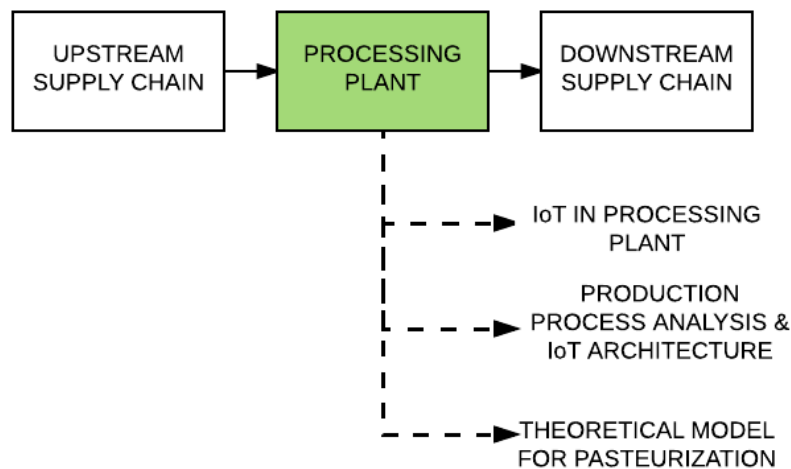 UPSTREAM
SUPPLY CHAIN
PROCESSING
PLANT
DOWNSTREAM
SUPPLY CHAIN
IoT IN PROCESSING
PLANT
PRODUCTION
PROCESS ANALYSIS &
IoT ARCHITECTURE
THEORETICAL MODEL
FOR PASTEURIZATION